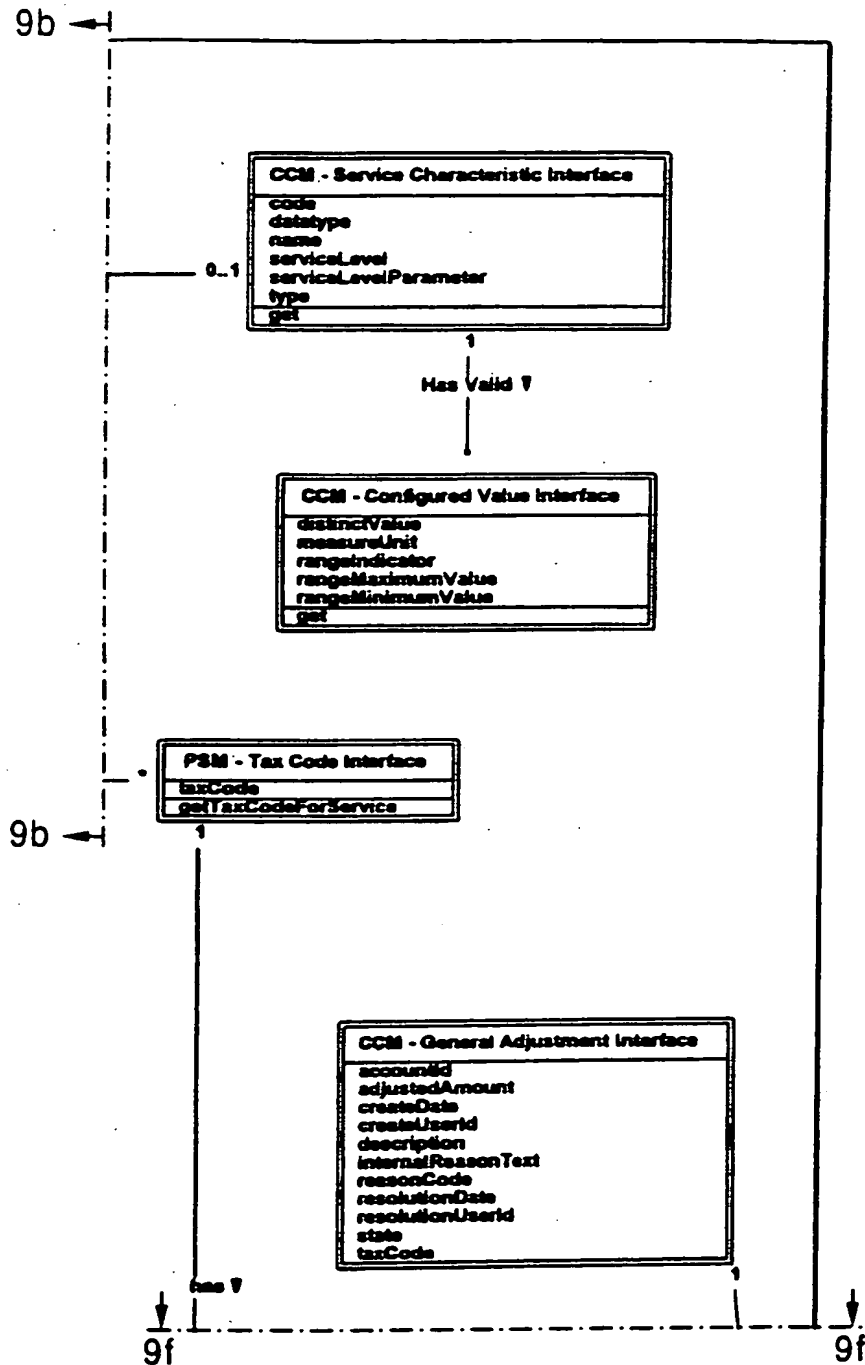 9b
CCM - Service Characteristic Interface
code
datatype
name
serviceLevel
serviceLevelParameter
type
get
0..1
1
Has Valid
*
CCM - Configured Value Interface
distinctValue
measureUnit
rangeIndicator
rangeMaximumValue
rangeMinimumValue
get
*
PSM - Tax Code Interface
taxCode
getTaxCodeForService
9b
1
CCM - General Adjustment Interface
accountId
adjustedAmount
createDate
createUserId
description
internalReasonText
reasonCode
resolutionDate
resolutionUserId
state
taxCode
has
1
9f
9f